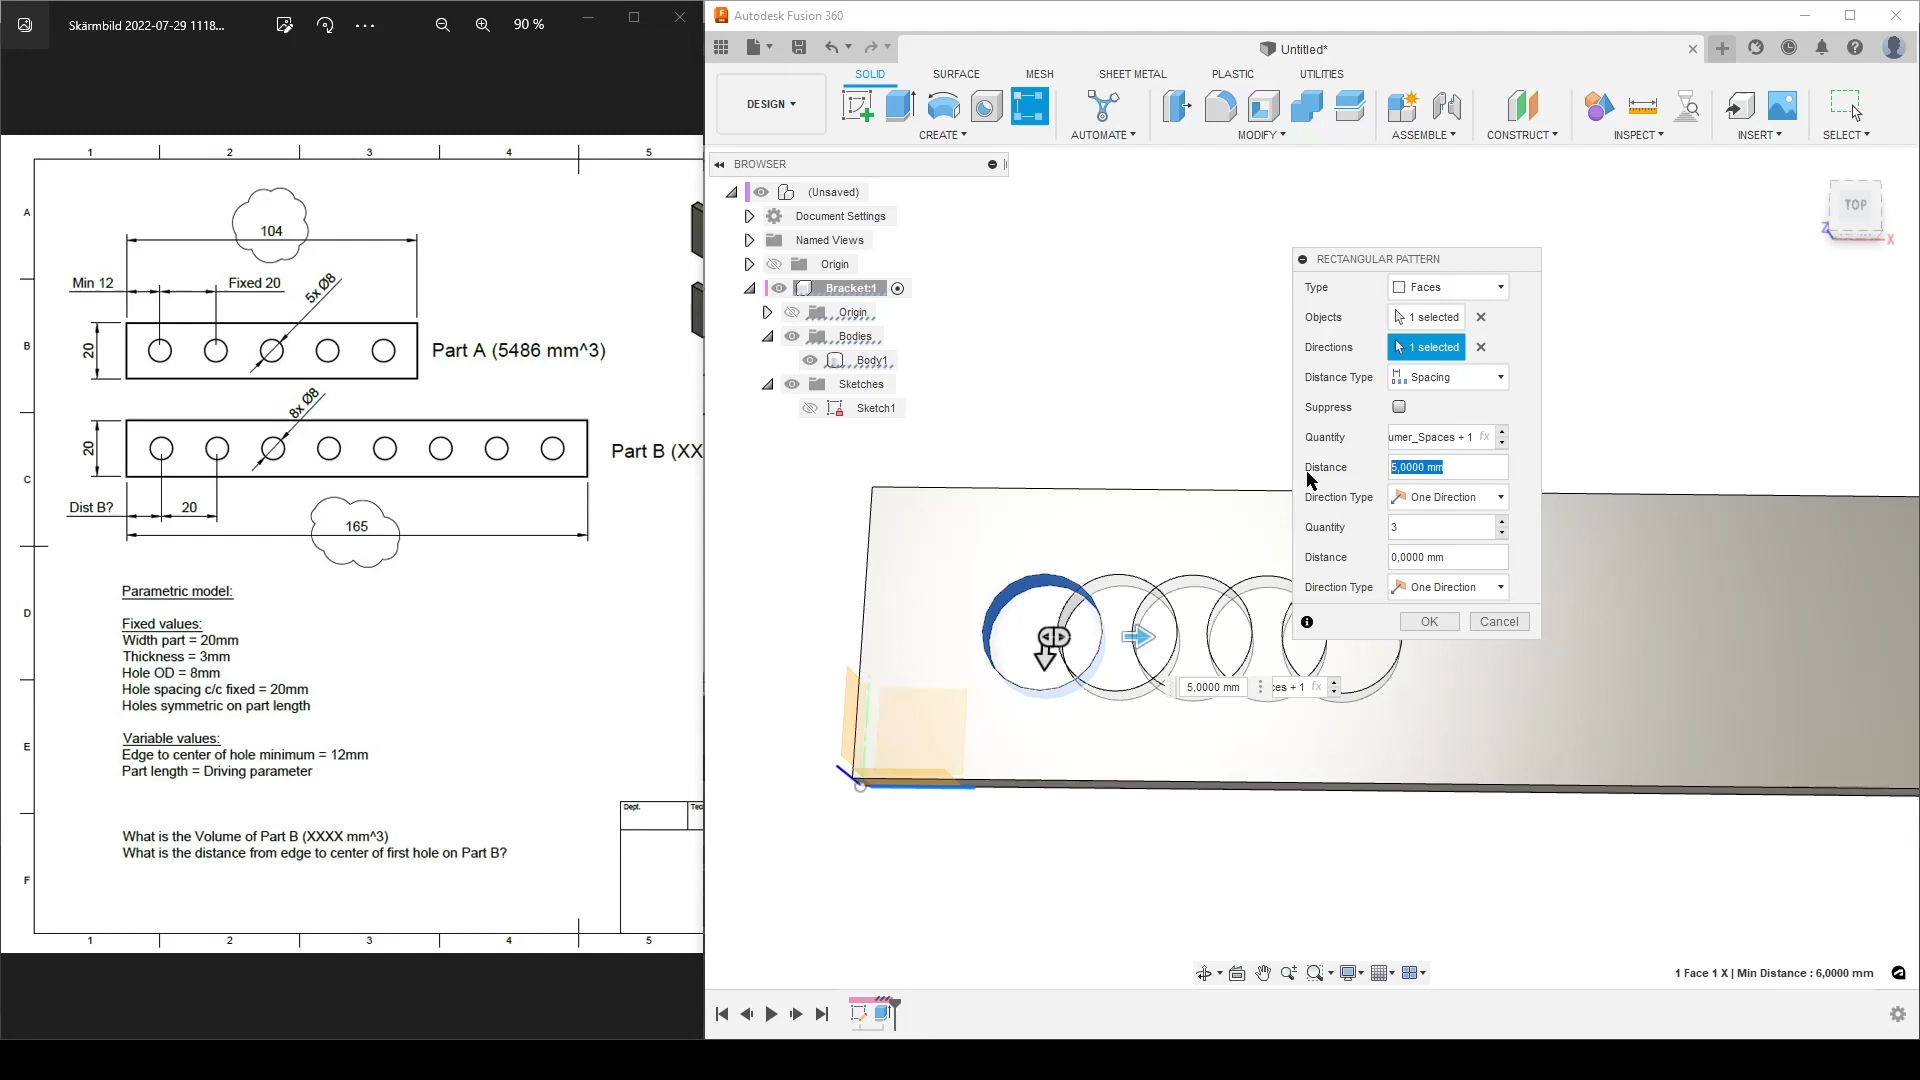 Skärmbild 2022-07-29 1118...
90 %
1 2 3 4 5
A
B
C
D
E
F
104
Min 12
Fixed 20
5x Ø8
20
Part A (5486 mm^3)
8x Ø8
20
Part B (XX
Dist B?
20
165
Parametric model:
Fixed values:
Width part = 20mm
Thickness = 3mm
Hole OD = 8mm
Hole spacing c/c fixed = 20mm
Holes symmetric on part length
Variable values:
Edge to center of hole minimum = 12mm
Part length = Driving parameter
Dept.
Tec
What is the Volume of Part B (XXXX mm^3)
What is the distance from edge to center of first hole on Part B?
1 2 3 4 5
Autodesk Fusion 360
Untitled*
SOLID SURFACE MESH SHEET METAL PLASTIC UTILITIES
DESIGN
CREATE AUTOMATE MODIFY ASSEMBLE CONSTRUCT INSPECT INSERT SELECT
BROWSER
(Unsaved)
Document Settings
Named Views
Origin
Bracket:1
Origin
Bodies
Body1
Sketches
Sketch1
TOP
Z
X
RECTANGULAR PATTERN
Type Faces
Objects 1 selected
Directions 1 selected
Distance Type Spacing
Suppress
Quantity umer_Spaces + 1 fx
Distance 5,0000 mm
Direction Type One Direction
Quantity 3
Distance 0,0000 mm
Direction Type One Direction
OK Cancel
5,0000 mm
ces + 1 fx
1 Face 1 X | Min Distance : 6,0000 mm